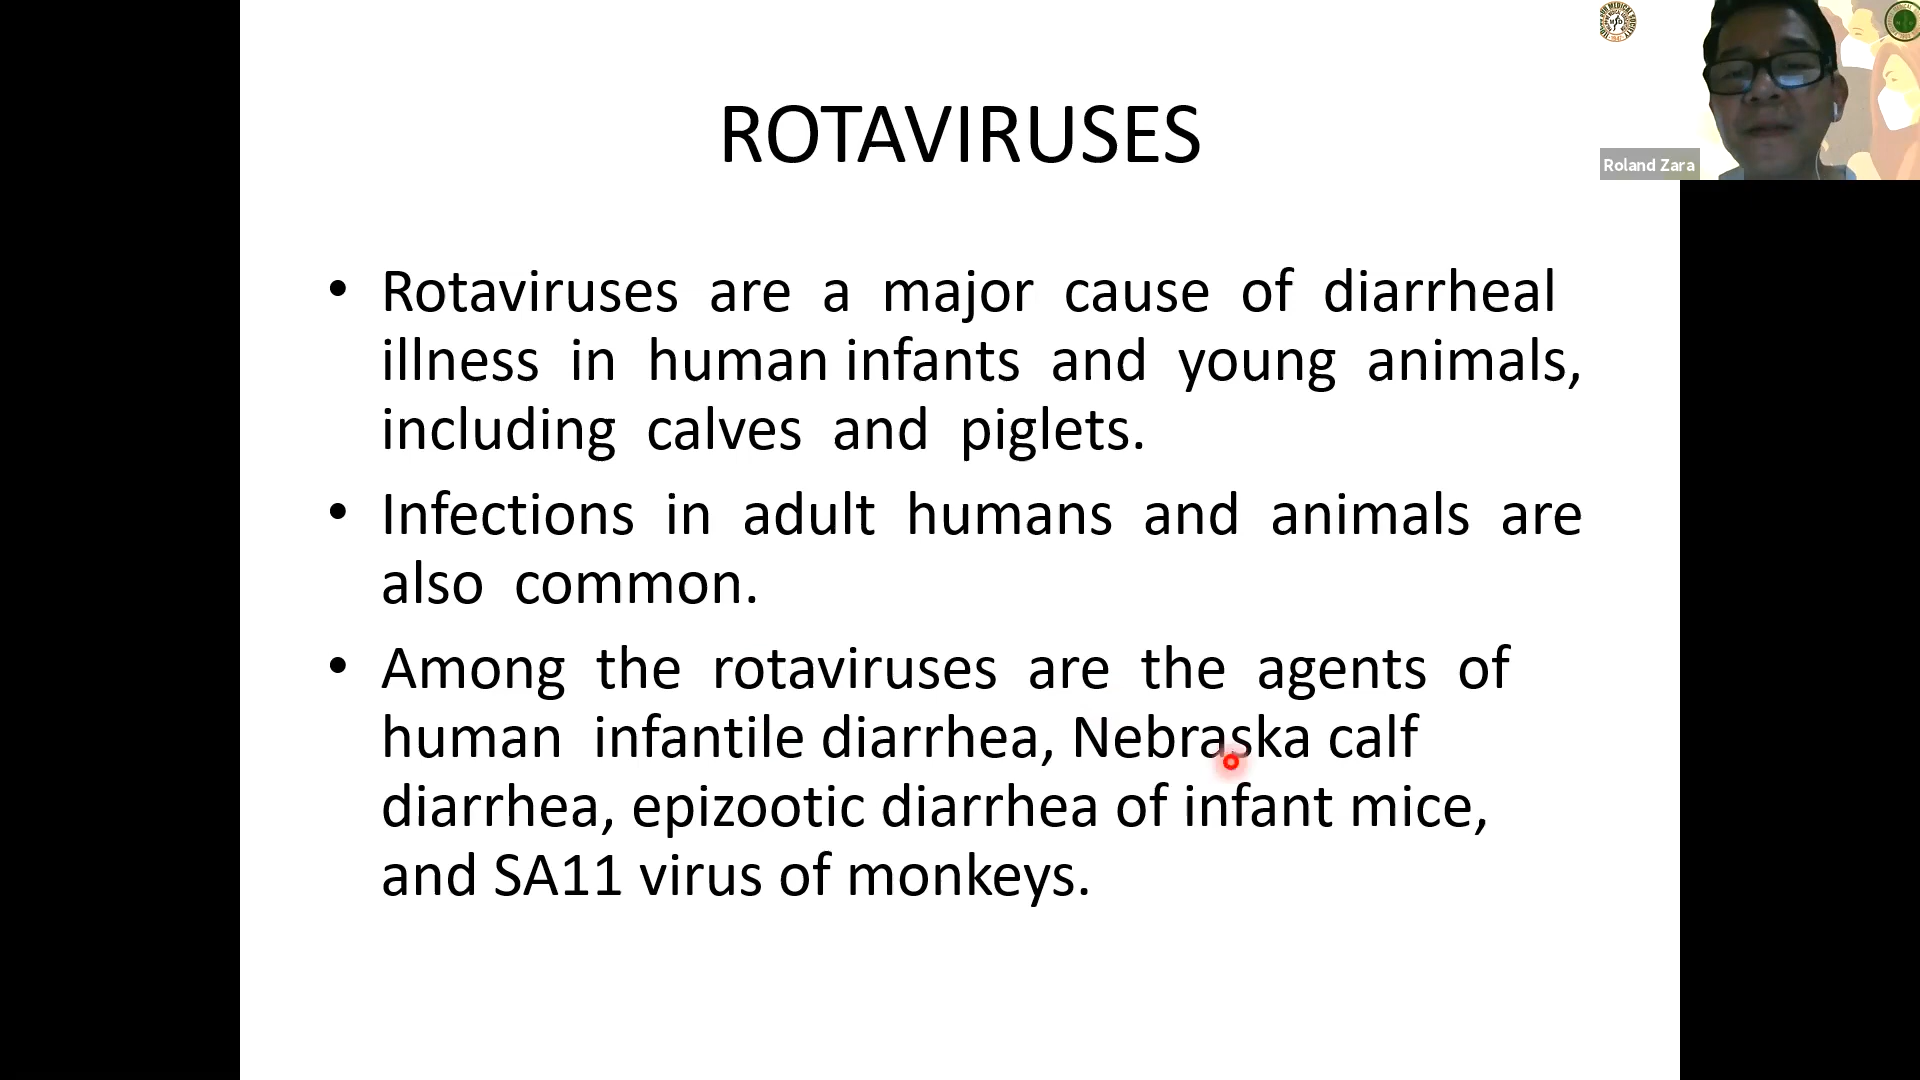 ROTAVIRUSES
Roland Zara
• Rotaviruses are a major cause of diarrheal
illness in human infants and young animals,
including calves and piglets.
• Infections in adult humans and animals are
also common.
• Among the rotaviruses are the agents of
human infantile diarrhea, Nebraska calf
diarrhea, epizootic diarrhea of infant mice,
and SA11 virus of monkeys.